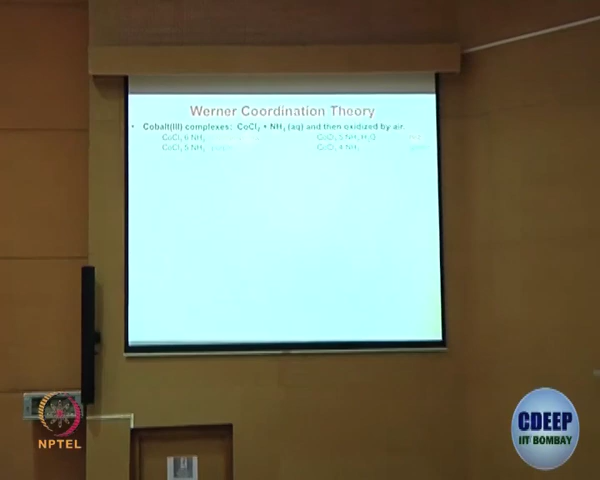 Werner Coordination Theory
• Cobalt(III) complexes: CoCl2 + NH3 (aq) and then oxidized by air.
CoCl3 6 NH3 CoCl3 5 NH3 H2O
CoCl3 5 NH3 CoCl3 4 NH3
NPTEL
CDEEP
IIT BOMBAY